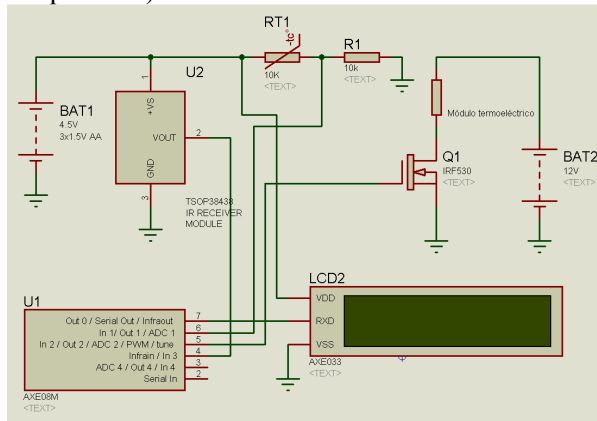 RT1
-tc°
10K
<TEXT>
R1
10k
<TEXT>
U2
1
+VS
VOUT
2
GND
3
TSOP38438
IR RECEIVER
MODULE
BAT1
4.5V
3x1.5V AA
Módulo termoeléctrico
Q1
IRF530
<TEXT>
BAT2
12V
<TEXT>
U1
Out 0 / Serial Out / Infraout
7
In 1/ Out 1 / ADC 1
6
In 2 / Out 2 / ADC 2 / PWM / tune
5
Infrain / In 3
4
ADC 4 / Out 4 / In 4
3
Serial In
2
AXE08M
<TEXT>
LCD2
VDD
RXD
VSS
AXE033
<TEXT>